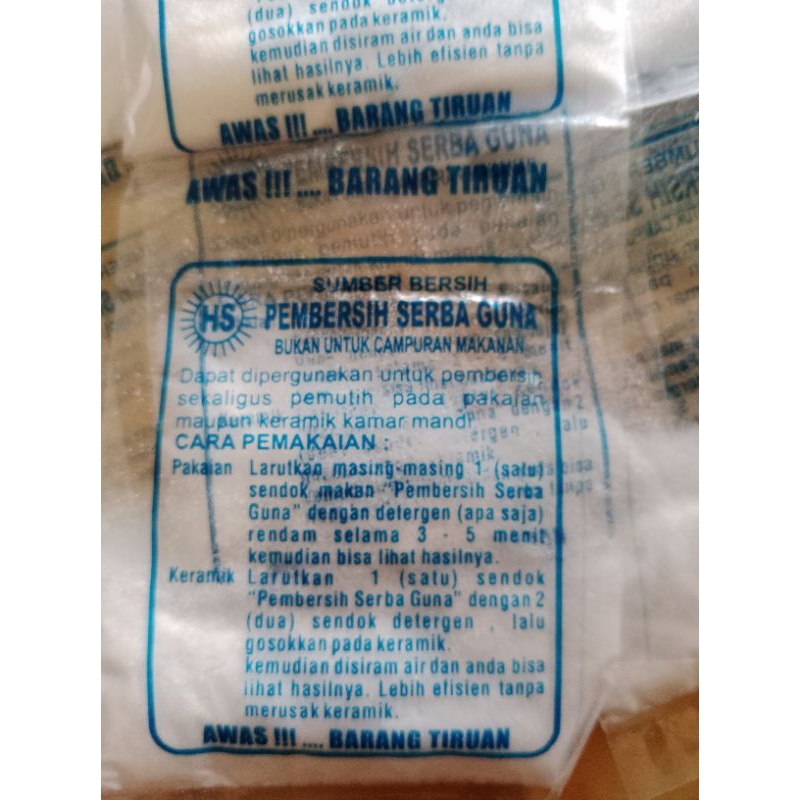 (dua) sendok
gosokkan pada keramik.
kemudian disiram air dan anda bisa
lihat hasilnya. Lebih efisien tanpa
merusak keramik.
AWAS !!! .... BARANG TIRUAN
PEMBERSIH SERBA GUNA
AWAS !!! .... BARANG TIRUAN
SUMBER BERSIH
HS PEMBERSIH SERBA GUNA
BUKAN UNTUK CAMPURAN MAKANAN
Dapat dipergunakan untuk pembersih
sekaligus pemutih pada pakaian
maupun keramik kamar mandi
CARA PEMAKAIAN :
Pakaian Larutkan masing-masing 1 (satu)
sendok makan "Pembersih Serba
Guna" dengan detergen (apa saja)
rendam selama 3 - 5 menit
kemudian bisa lihat hasilnya.
Keramik Larutkan 1 (satu) sendok
"Pembersih Serba Guna" dengan 2
(dua) sendok detergen , lalu
gosokkan pada keramik.
kemudian disiram air dan anda bisa
lihat hasilnya. Lebih efisien tanpa
merusak keramik.
AWAS !!! .... BARANG TIRUAN